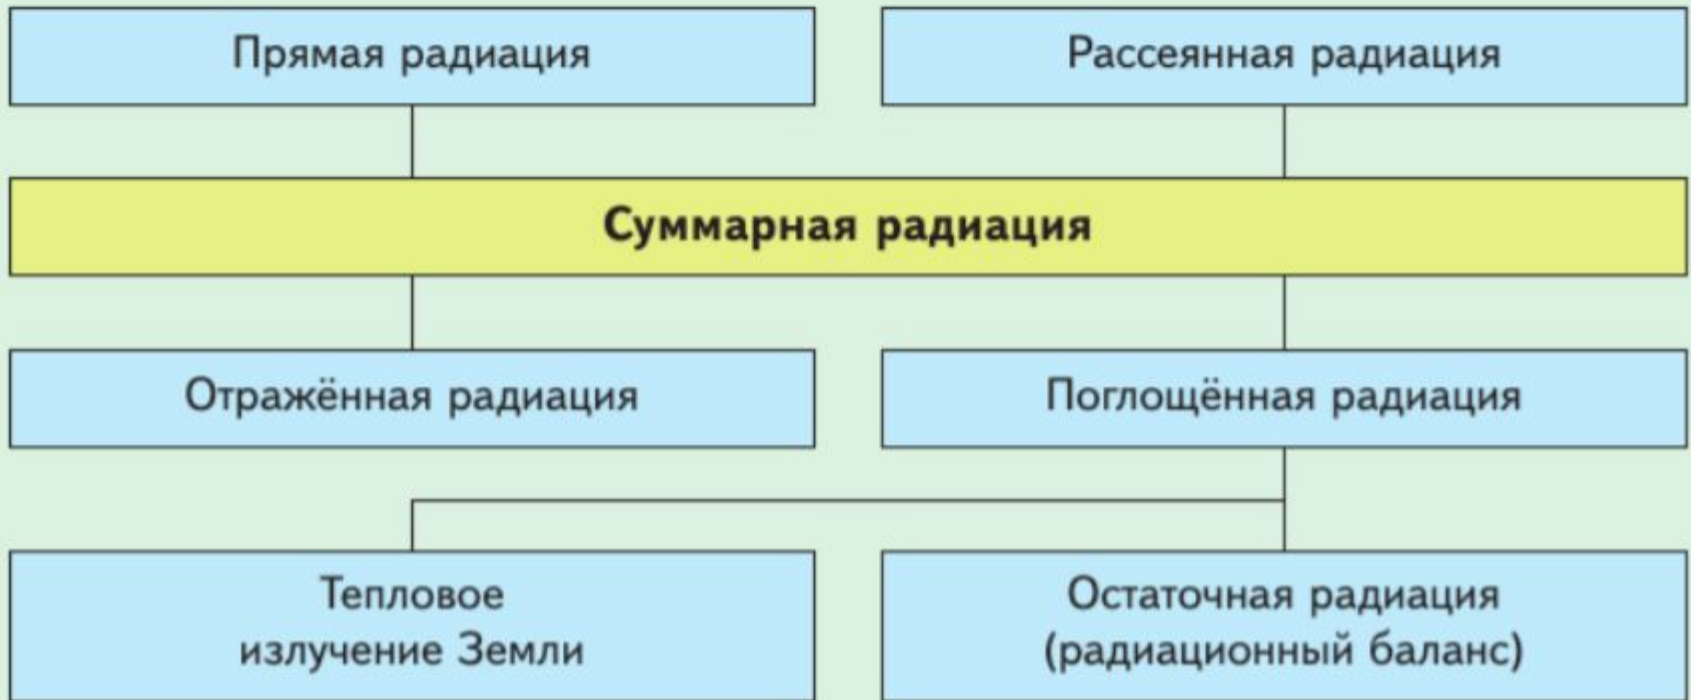 Прямая радиация
Рассеянная радиация
Суммарная радиация
Отражённая радиация
Поглощённая радиация
Тепловое
излучение Земли
Остаточная радиация
(радиационный баланс)